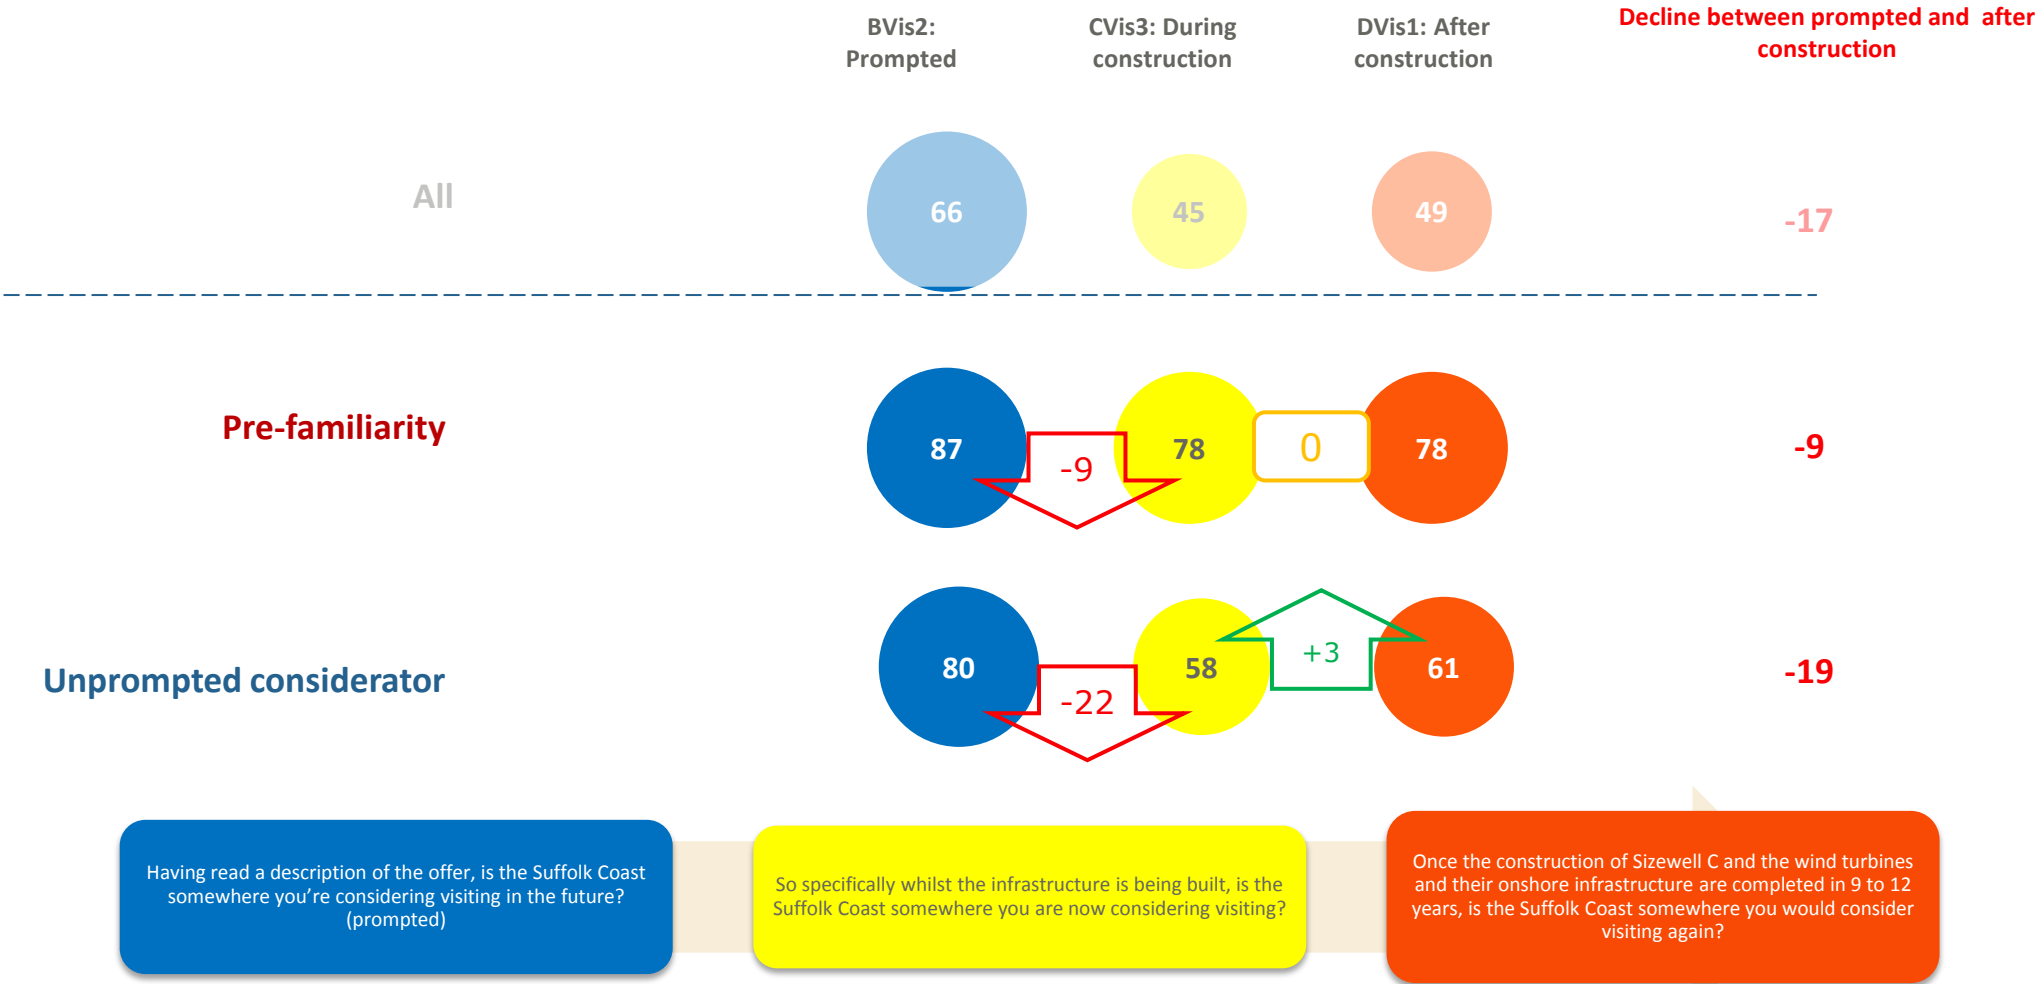 BVis2:
Prompted
CVis3: During
construction
DVis1: After
construction
Decline between prompted and  after
construction
All
66
45
49
-17
Pre-familiarity
87
-9
78
0
78
-9
Unprompted considerator
80
-22
58
+3
61
-19
Having read a description of the offer, is the Suffolk Coast
somewhere you’re considering visiting in the future?
(prompted)
So specifically whilst the infrastructure is being built, is the
Suffolk Coast somewhere you are now considering visiting?
Once the construction of Sizewell C and the wind turbines
and their onshore infrastructure are completed in 9 to 12
years, is the Suffolk Coast somewhere you would consider
visiting again?